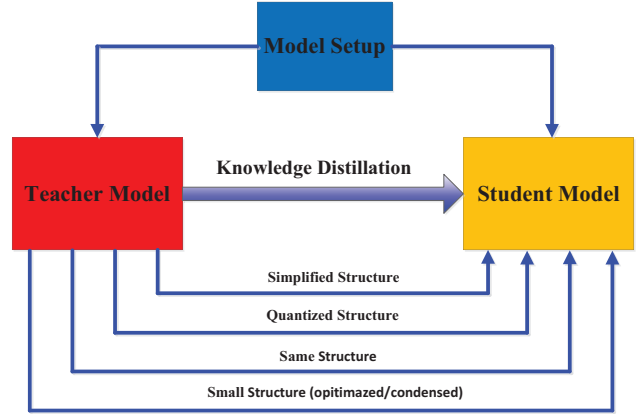 Model Setup
Knowledge Distillation
Teacher Model
Student Model
Simplified Structure
Quantized Structure
Same Structure
Small Structure (opitimazed/condensed)